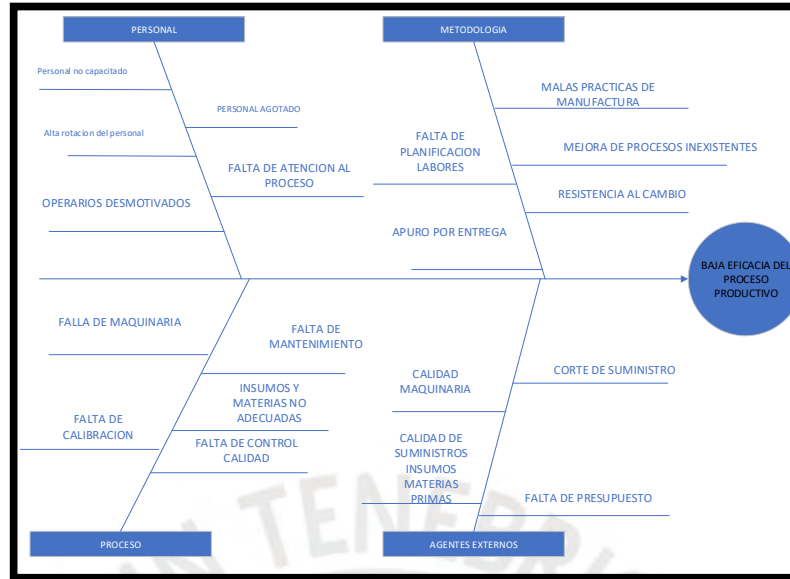 PERSONAL
METODOLOGIA
Personal no capacitado
PERSONAL AGOTADO
Alta rotacion del personal
FALTA DE ATENCION AL
PROCESO
OPERARIOS DESMOTIVADOS
MALAS PRACTICAS DE
MANUFACTURA
FALTA DE
PLANIFICACION
LABORES
MEJORA DE PROCESOS INEXISTENTES
RESISTENCIA AL CAMBIO
APURO POR ENTREGA
BAJA EFICACIA DEL
PROCESO
PRODUCTIVO
FALLA DE MAQUINARIA
FALTA DE
MANTENIMIENTO
INSUMOS Y
MATERIAS NO
ADECUADAS
FALTA DE
CALIBRACION
FALTA DE CONTROL
CALIDAD
CALIDAD
MAQUINARIA
CORTE DE SUMINISTRO
CALIDAD DE
SUMINISTROS
INSUMOS
MATERIAS
PRIMAS
FALTA DE PRESUPUESTO
PROCESO
AGENTES EXTERNOS
TENEBRI